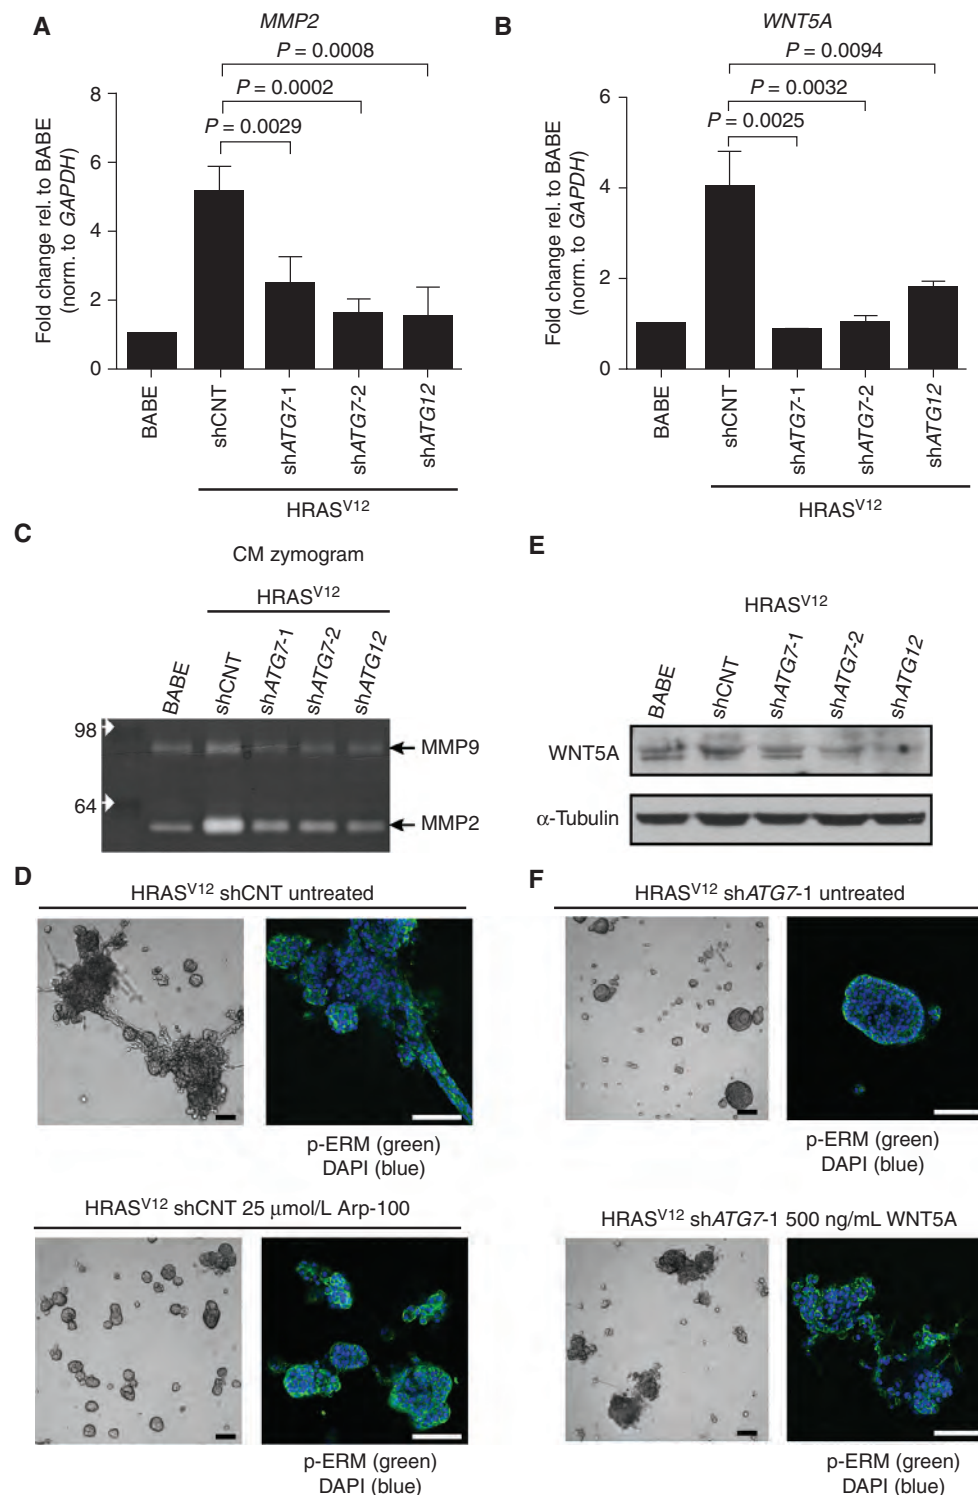 A
MMP2
P = 0.0008
P = 0.0002
P = 0.0029
Fold change rel. to BABE
(norm. to GAPDH)
8
6
4
2
0
BABE
shCNT
shATG7-1
shATG7-2
shATG12
HRASV12
B
WNT5A
P = 0.0094
P = 0.0032
P = 0.0025
Fold change rel. to BABE
(norm. to GAPDH)
6
4
2
0
BABE
shCNT
shATG7-1
shATG7-2
shATG12
HRASV12
C
CM zymogram
HRASV12
BABE
shCNT
shATG7-1
shATG7-2
shATG12
98
MMP9
64
MMP2
E
HRASV12
BABE
shCNT
shATG7-1
shATG7-2
shATG12
WNT5A
α-Tubulin
D
HRASV12 shCNT untreated
p-ERM (green)
DAPI (blue)
HRASV12 shCNT 25 μmol/L Arp-100
p-ERM (green)
DAPI (blue)
F
HRASV12 shATG7-1 untreated
p-ERM (green)
DAPI (blue)
HRASV12 shATG7-1 500 ng/mL WNT5A
p-ERM (green)
DAPI (blue)